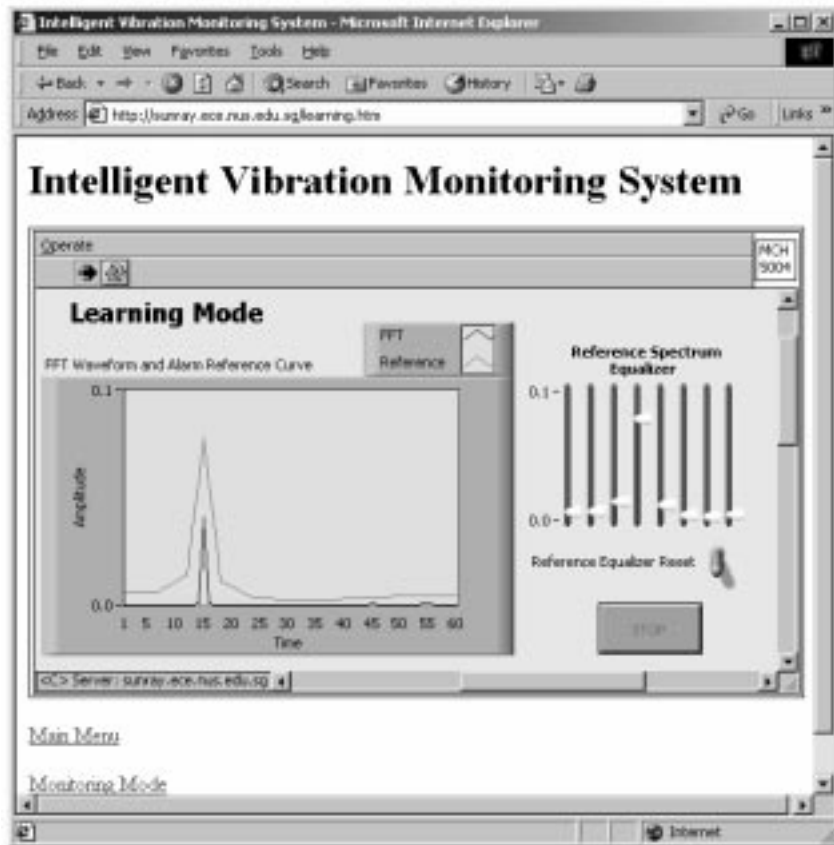 Intelligent Vibration Monitoring System - Microsoft Internet Explorer
File Edit View Favorites Tools Help
Back Search Favorites History
Address http://sunray.ece.nus.edu.sg/learning.htm Go Links »
Intelligent Vibration Monitoring System
Operate
MCH
5004
Learning Mode
FFT
Reference
FFT Waveform and Alarm Reference Curve
0.1
Amplitude
0.0
1 5 10 15 20 25 30 35 40 45 50 55 60
Time
Reference Spectrum
Equalizer
0.1
0.0
Reference Equalizer Reset
STOP
<C> Server: sunray.ece.nus.edu.sg
Main Menu
Monitoring Mode
Internet